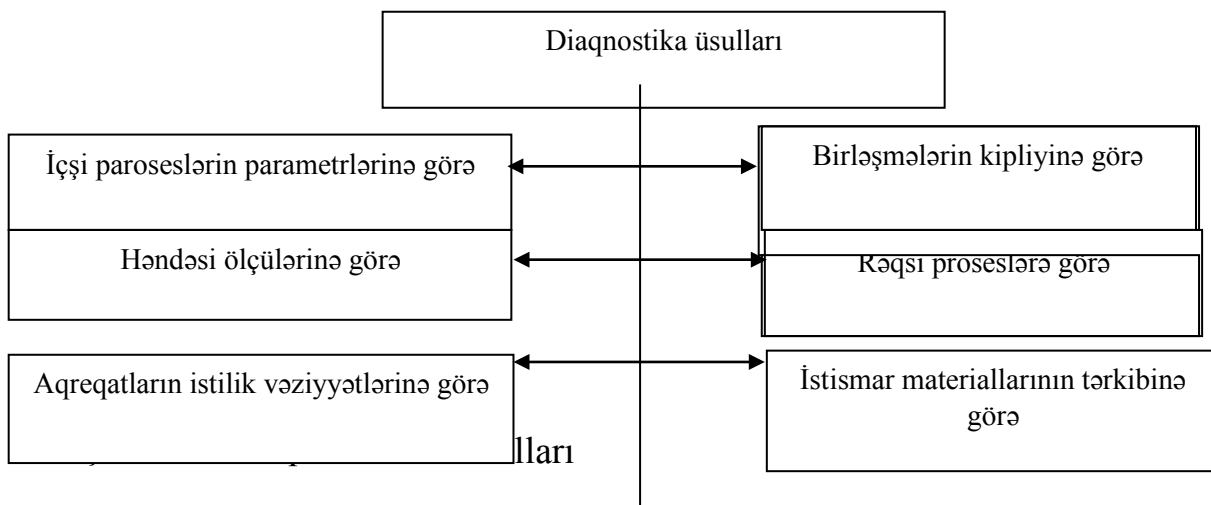 Diaqnostika üsulları
İçşi paroseslərin parametrlərinə görə
Birləşmələrin kipliyinə görə
Həndəsi ölçülərinə görə
Rəqsi proseslərə görə
Aqreqatların istilik vəziyyətlərinə görə
İstismar materiallarının tərkibinə
görə
lları